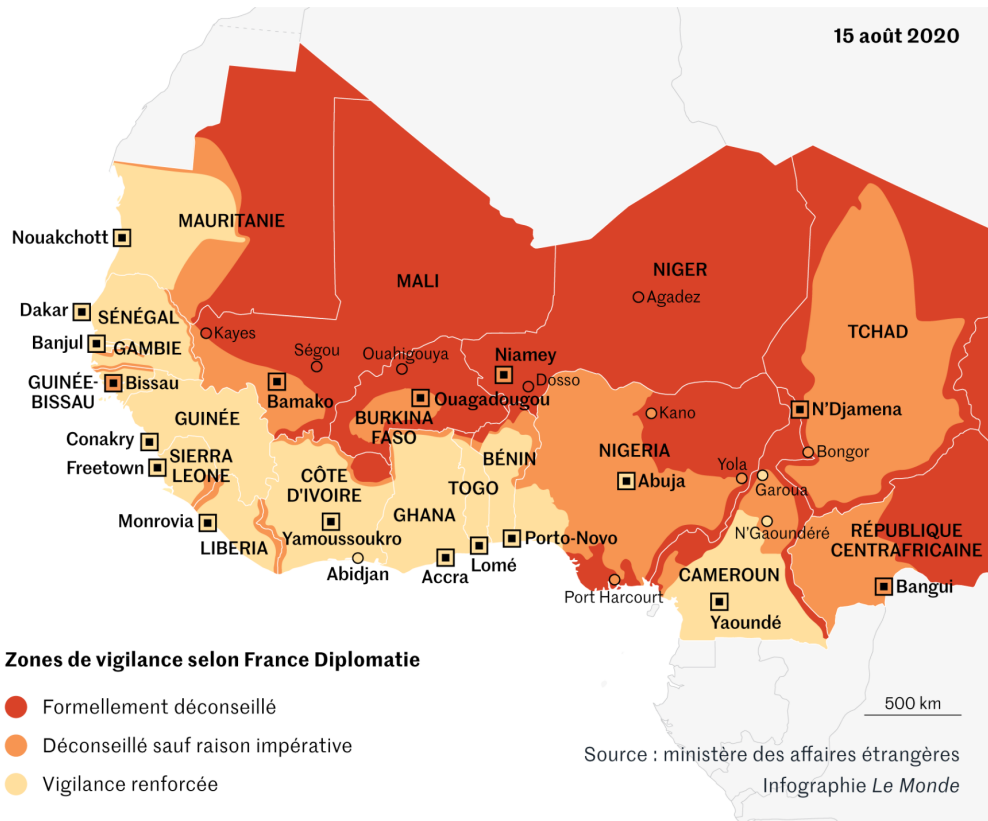 15 août 2020
MAURITANIE
Nouakchott
MALI
NIGER
Agadez
TCHAD
Dakar
SÉNÉGAL
Banjul
GAMBIE
Kayes
Ségou
Ouahigouya
Niamey
Dosso
GUINÉE-
BISSAU
Bissau
Bamako
Ouagadougou
BURKINA
FASO
Kano
N'Djamena
GUINÉE
Conakry
SIERRA
LEONE
Freetown
CÔTE
D'IVOIRE
BÉNIN
NIGERIA
Bongor
TOGO
Abuja
Yola
Garoua
GHANA
Monrovia
LIBERIA
Yamoussoukro
Porto-Novo
N'Gaoundéré
RÉPUBLIQUE
CENTRAFRICAINE
Abidjan
Accra
Lomé
Port Harcourt
CAMEROUN
Bangui
Yaoundé
Zones de vigilance selon France Diplomatie
Formellement déconseillé
Déconseillé sauf raison impérative
Vigilance renforcée
500 km
Source : ministère des affaires étrangères
Infographie Le Monde